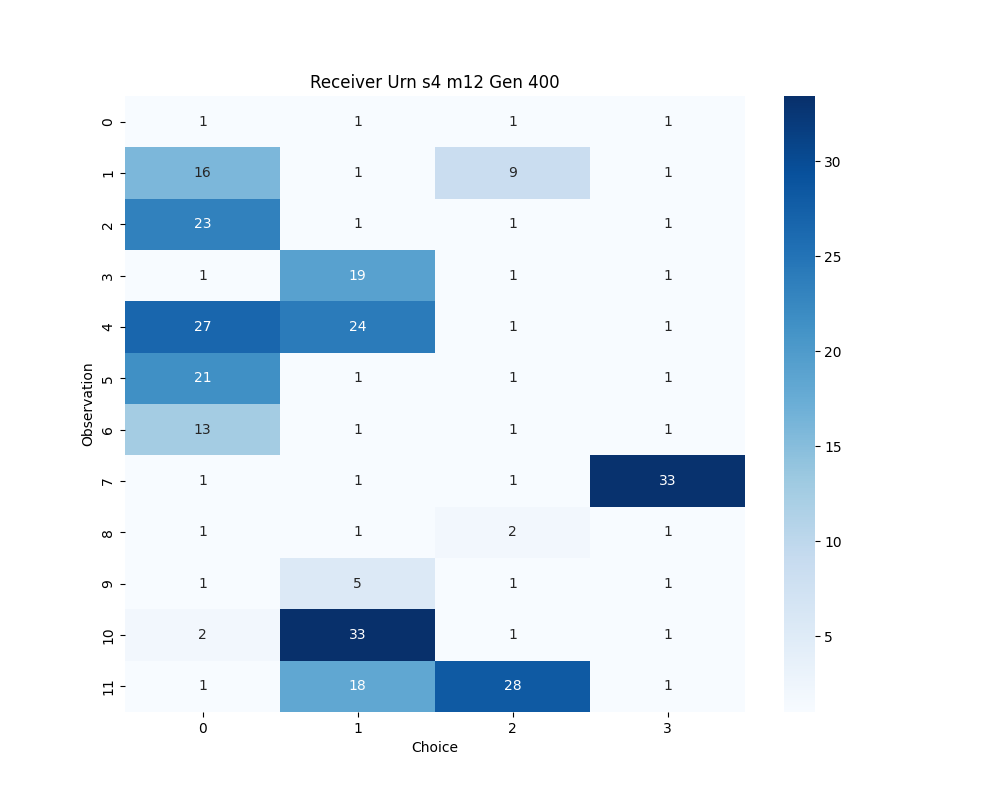 Receiver Urn s4 m12 Gen 400
0 1 1 1 1
1 16 1 9 1
2 23 1 1 1
3 1 19 1 1
4 27 24 1 1
5 21 1 1 1
6 13 1 1 1
7 1 1 1 33
8 1 1 2 1
9 1 5 1 1
10 2 33 1 1
11 1 18 28 1
0 1 2 3
Choice
Observation
30
25
20
15
10
5